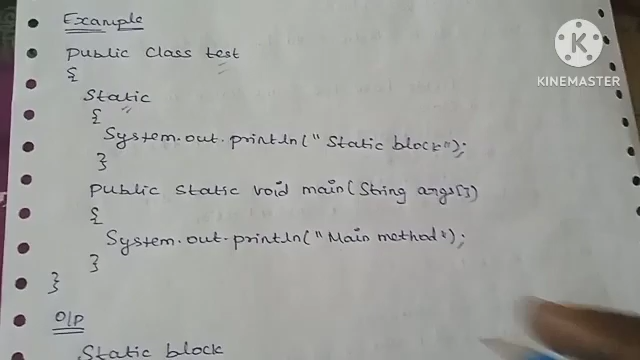 Example
public class test
{
Static
{
System.out.println("Static block");
}
public static void main(String args[])
{
System.out.println("Main method");
}
}
O/P
Static block
K
KINEMASTER